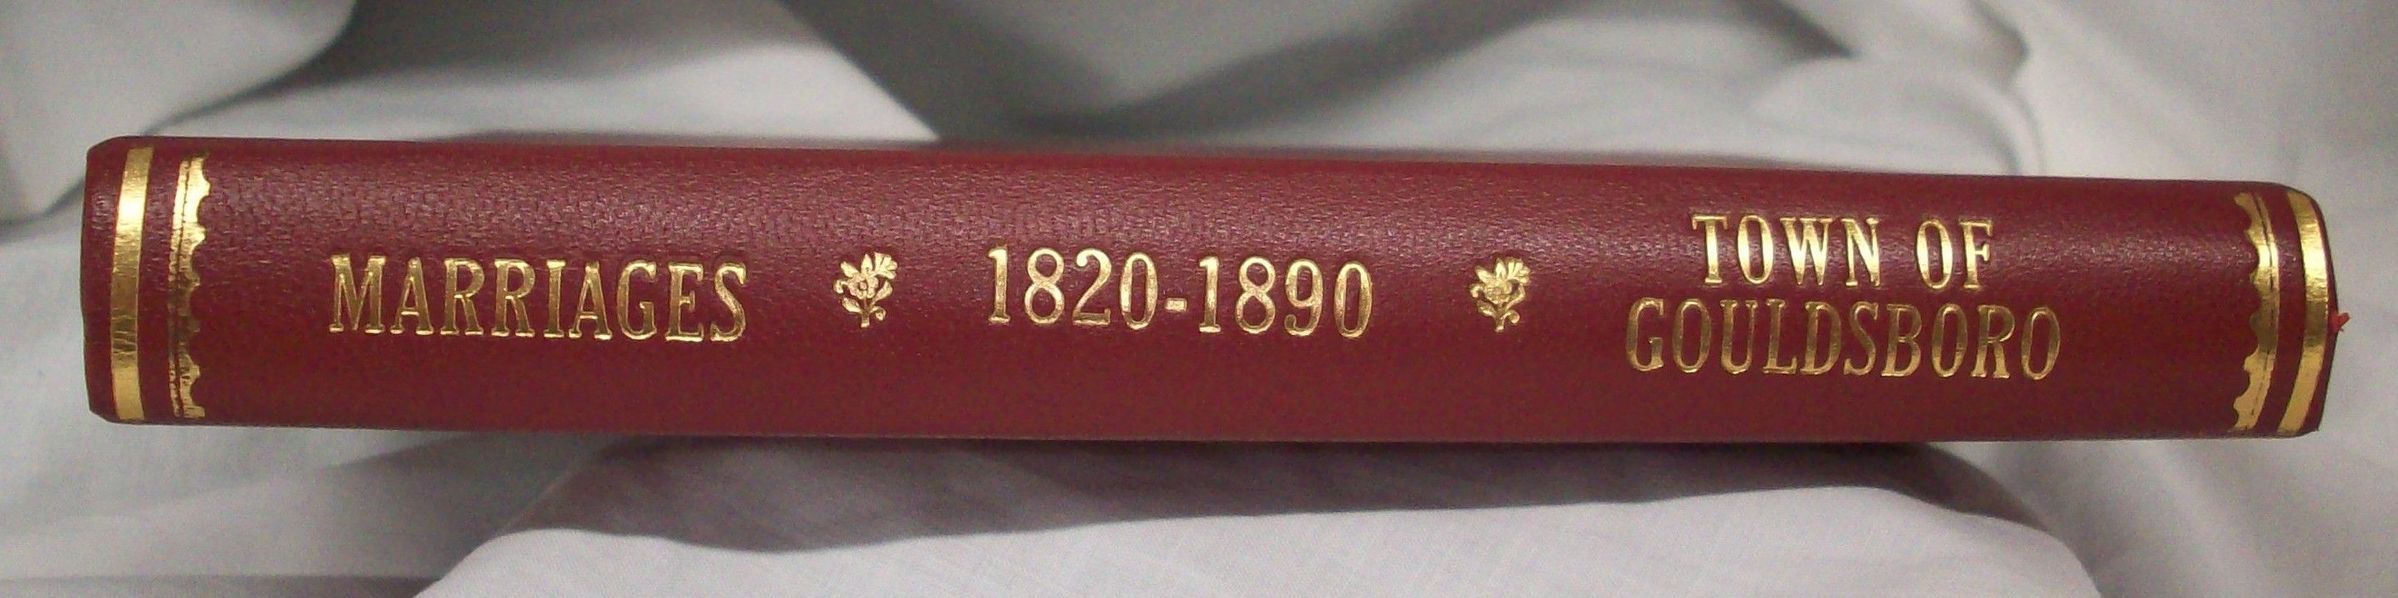 MARRIAGES
1820-1890
TOWN OF
GOULDSBORO